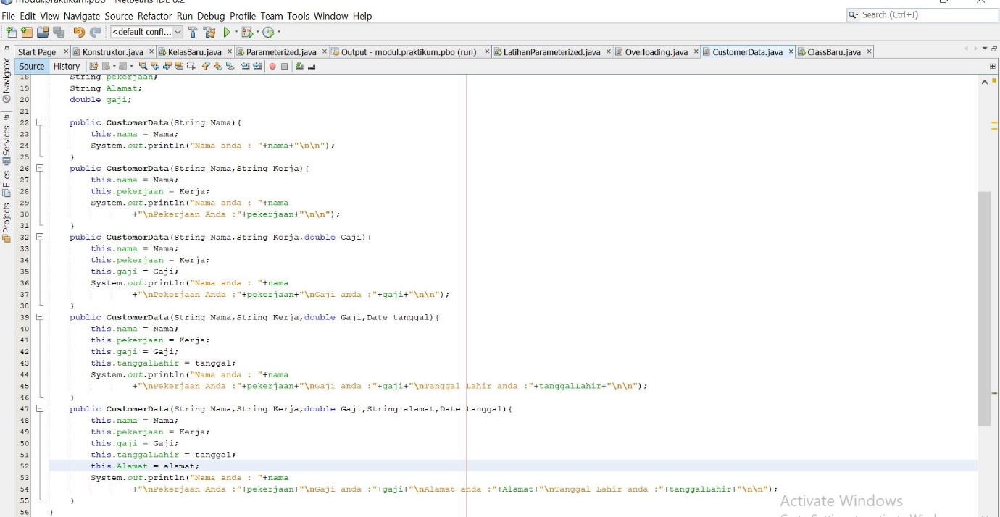 modul.praktikum.pbo - NetBeans IDE 8.2
File Edit View Navigate Source Refactor Run Debug Profile Team Tools Window Help
Search (Ctrl+I)
<default confi...
Start Page × Konstruktor.java × KelasBaru.java × Parameterized.java × Output - modul.praktikum.pbo (run) × LatihanParameterized.java × Overloading.java × CustomerData.java × ClassBaru.java ×
Source History
Navigator
Services
Files
Projects
18 String pekerjaan;
19 String Alamat;
20 double gaji;
21
22 public CustomerData(String Nama){
23 this.nama = Nama;
24 System.out.println("Nama anda : "+nama+"\n\n");
25 }
26 public CustomerData(String Nama,String Kerja){
27 this.nama = Nama;
28 this.pekerjaan = Kerja;
29 System.out.println("Nama anda : "+nama
30 +"\nPekerjaan Anda :"+pekerjaan+"\n\n");
31 }
32 public CustomerData(String Nama,String Kerja,double Gaji){
33 this.nama = Nama;
34 this.pekerjaan = Kerja;
35 this.gaji = Gaji;
36 System.out.println("Nama anda : "+nama
37 +"\nPekerjaan Anda :"+pekerjaan+"\nGaji anda :"+gaji+"\n\n");
38 }
39 public CustomerData(String Nama,String Kerja,double Gaji,Date tanggal){
40 this.nama = Nama;
41 this.pekerjaan = Kerja;
42 this.gaji = Gaji;
43 this.tanggalLahir = tanggal;
44 System.out.println("Nama anda : "+nama
45 +"\nPekerjaan Anda :"+pekerjaan+"\nGaji anda :"+gaji+"\nTanggal Lahir anda :"+tanggalLahir+"\n\n");
46 }
47 public CustomerData(String Nama,String Kerja,double Gaji,String alamat,Date tanggal){
48 this.nama = Nama;
49 this.pekerjaan = Kerja;
50 this.gaji = Gaji;
51 this.tanggalLahir = tanggal;
52 this.Alamat = alamat;
53 System.out.println("Nama anda : "+nama
54 +"\nPekerjaan Anda :"+pekerjaan+"\nGaji anda :"+gaji+"\nAlamat anda :"+Alamat+"\nTanggal Lahir anda :"+tanggalLahir+"\n\n");
55 }
56 }
Activate Windows